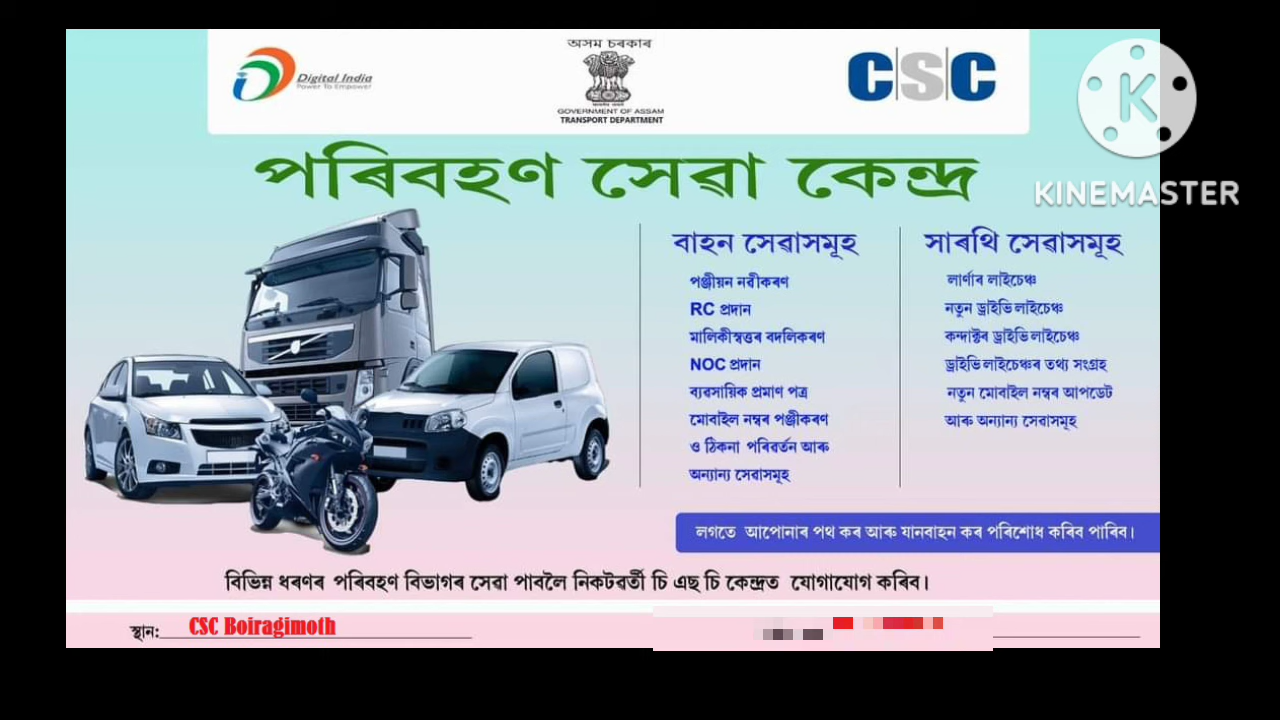 Digital India
Power To Empower
অসম চৰকাৰ
GOVERNMENT OF ASSAM
TRANSPORT DEPARTMENT
CSC
K
KINEMASTER
পৰিবহণ সেৱা কেন্দ্ৰ
বাহন সেৱাসমূহ
পঞ্জীয়ন নৱীকৰণ
RC প্ৰদান
মালিকীস্বত্তৰ বদলিকৰণ
NOC প্ৰদান
ব্যৱসায়িক প্ৰমাণ পত্ৰ
মোবাইল নম্বৰ পঞ্জীকৰণ
ও ঠিকনা পৰিৱৰ্তন আৰু
অন্যান্য সেৱাসমূহ
সাৰথি সেৱাসমূহ
লাৰ্ণাৰ লাইচেঞ্চ
নতুন ড্ৰাইভি লাইচেঞ্চ
কন্দাক্টৰ ড্ৰাইভি লাইচেঞ্চ
ড্ৰাইভি লাইচেঞ্চৰ তথ্য সংগ্ৰহ
নতুন মোবাইল নম্বৰ আপডেট
আৰু অন্যান্য সেৱাসমূহ
লগতে আপোনাৰ পথ কৰ আৰু যানবাহন কৰ পৰিশোধ কৰিব পাৰিব।
বিভিন্ন ধৰণৰ পৰিবহণ বিভাগৰ সেৱা পাবলৈ নিকটৱৰ্তী চি এছ চি কেন্দ্ৰত যোগাযোগ কৰিব।
স্থান: CSC Boiragimoth